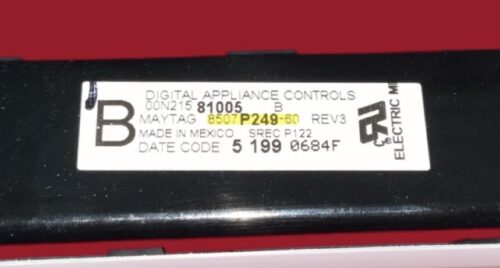 B
DIGITAL APPLIANCE CONTROLS
00N215 81005 B
MAYTAG 8507P249-60 REV3
MADE IN MEXICO SREC P122
DATE CODE 5 199 0684F
ELECTRIC